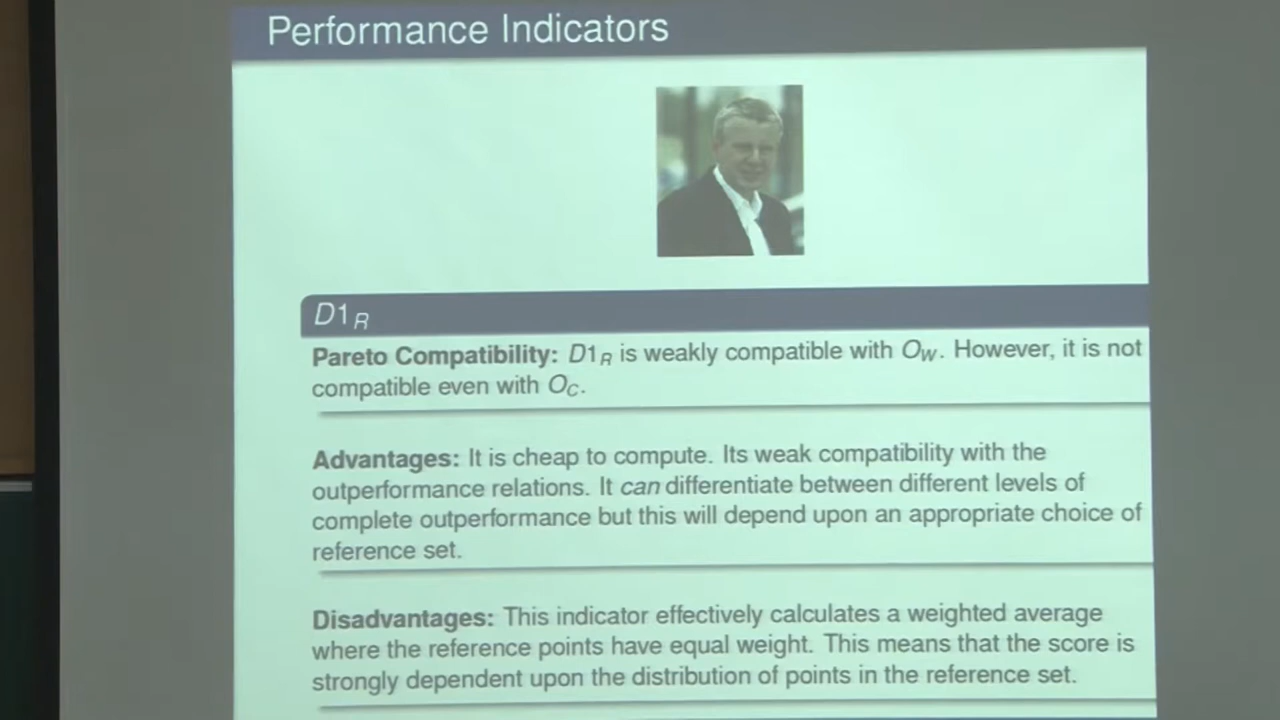 Performance Indicators
D1R
Pareto Compatibility: D1R is weakly compatible with OW. However, it is not
compatible even with OC.
Advantages: It is cheap to compute. Its weak compatibility with the
outperformance relations. It can differentiate between different levels of
complete outperformance but this will depend upon an appropriate choice of
reference set.
Disadvantages: This indicator effectively calculates a weighted average
where the reference points have equal weight. This means that the score is
strongly dependent upon the distribution of points in the reference set.